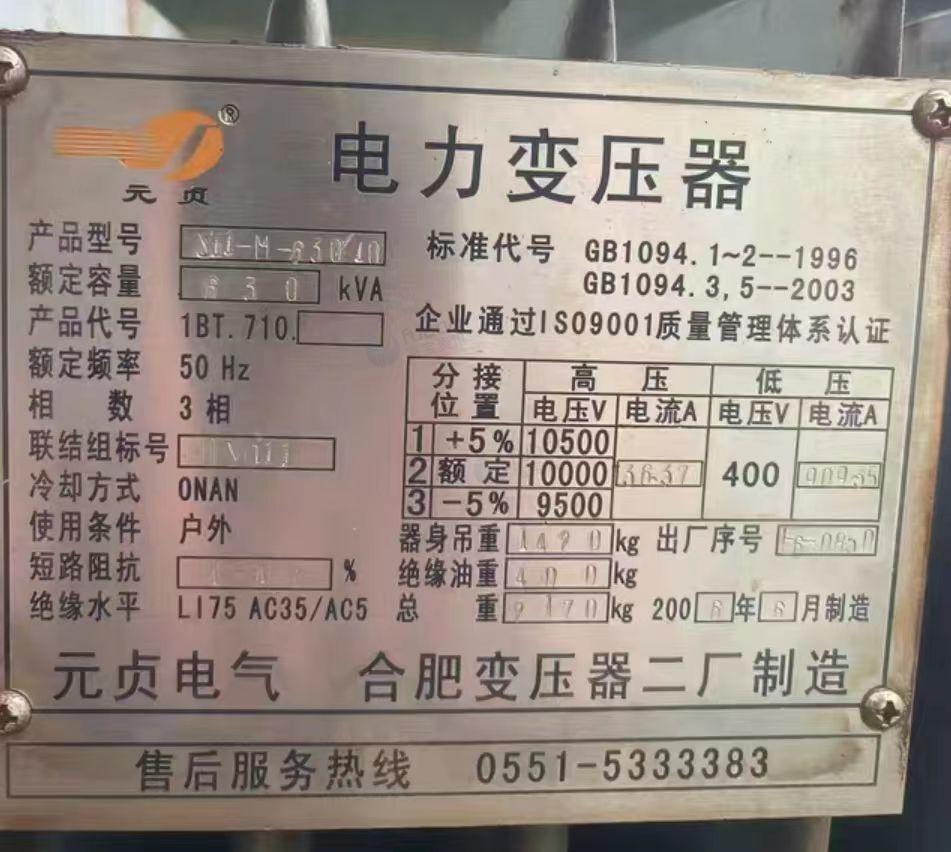 ®
元贞
电力变压器
产品型号 S11-M-630/10
标准代号 GB1094.1~2--1996
GB1094.3,5--2003
额定容量 630 kVA
产品代号 1BT.710.
企业通过ISO9001质量管理体系认证
额定频率 50 Hz
相数 3相
联结组标号
冷却方式 ONAN
使用条件 户外
短路阻抗 %
绝缘水平 LI75 AC35/AC5
分接位置 高压 低压
电压V 电流A 电压V 电流A
1 +5% 10500
2 额定 10000 36.37 400 909.35
3 -5% 9500
器身吊重 kg 出厂序号
绝缘油重 400 kg
总重 kg 200 年 月制造
元贞电气 合肥变压器二厂制造
售后服务热线 0551-5333383